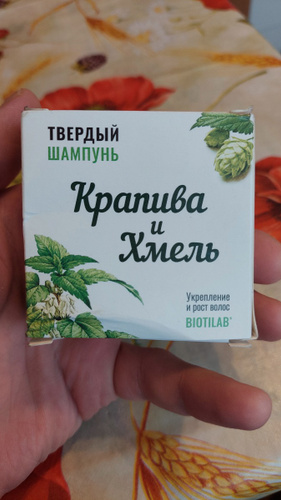 ТВЕРДЫЙ
ШАМПУНЬ
Крапива
и
Хмель
Укрепление
и рост волос
BIOTILAB®